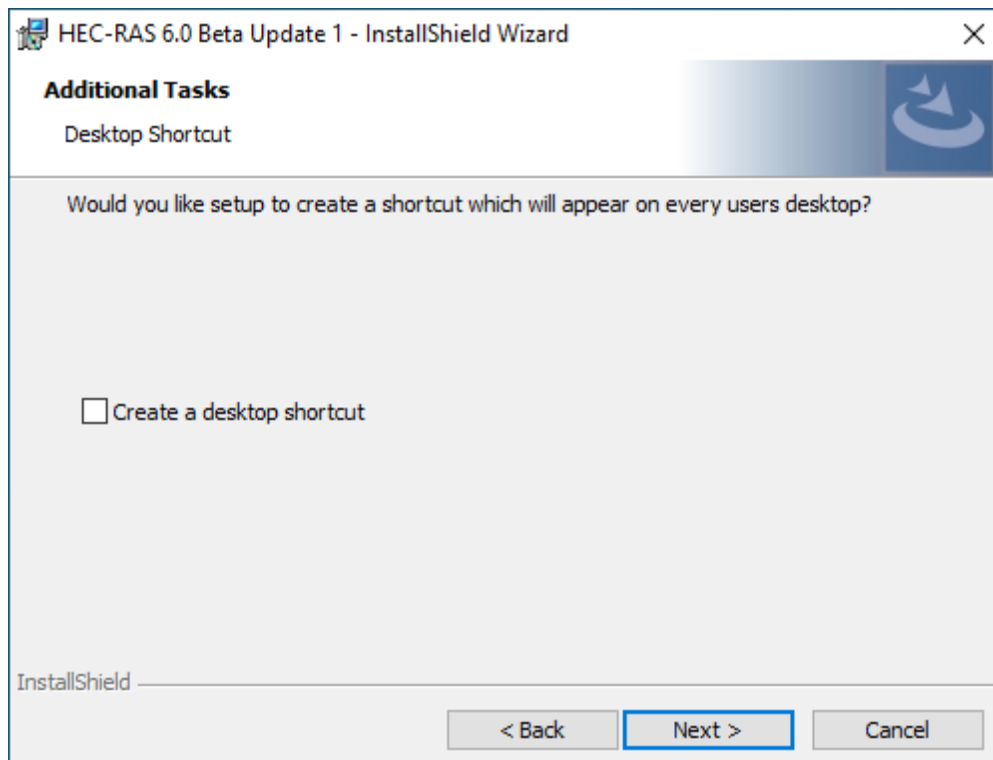 HEC-RAS 6.0 Beta Update 1 - InstallShield Wizard
Additional Tasks
Desktop Shortcut
Would you like setup to create a shortcut which will appear on every users desktop?
Create a desktop shortcut
InstallShield
< Back
Next >
Cancel